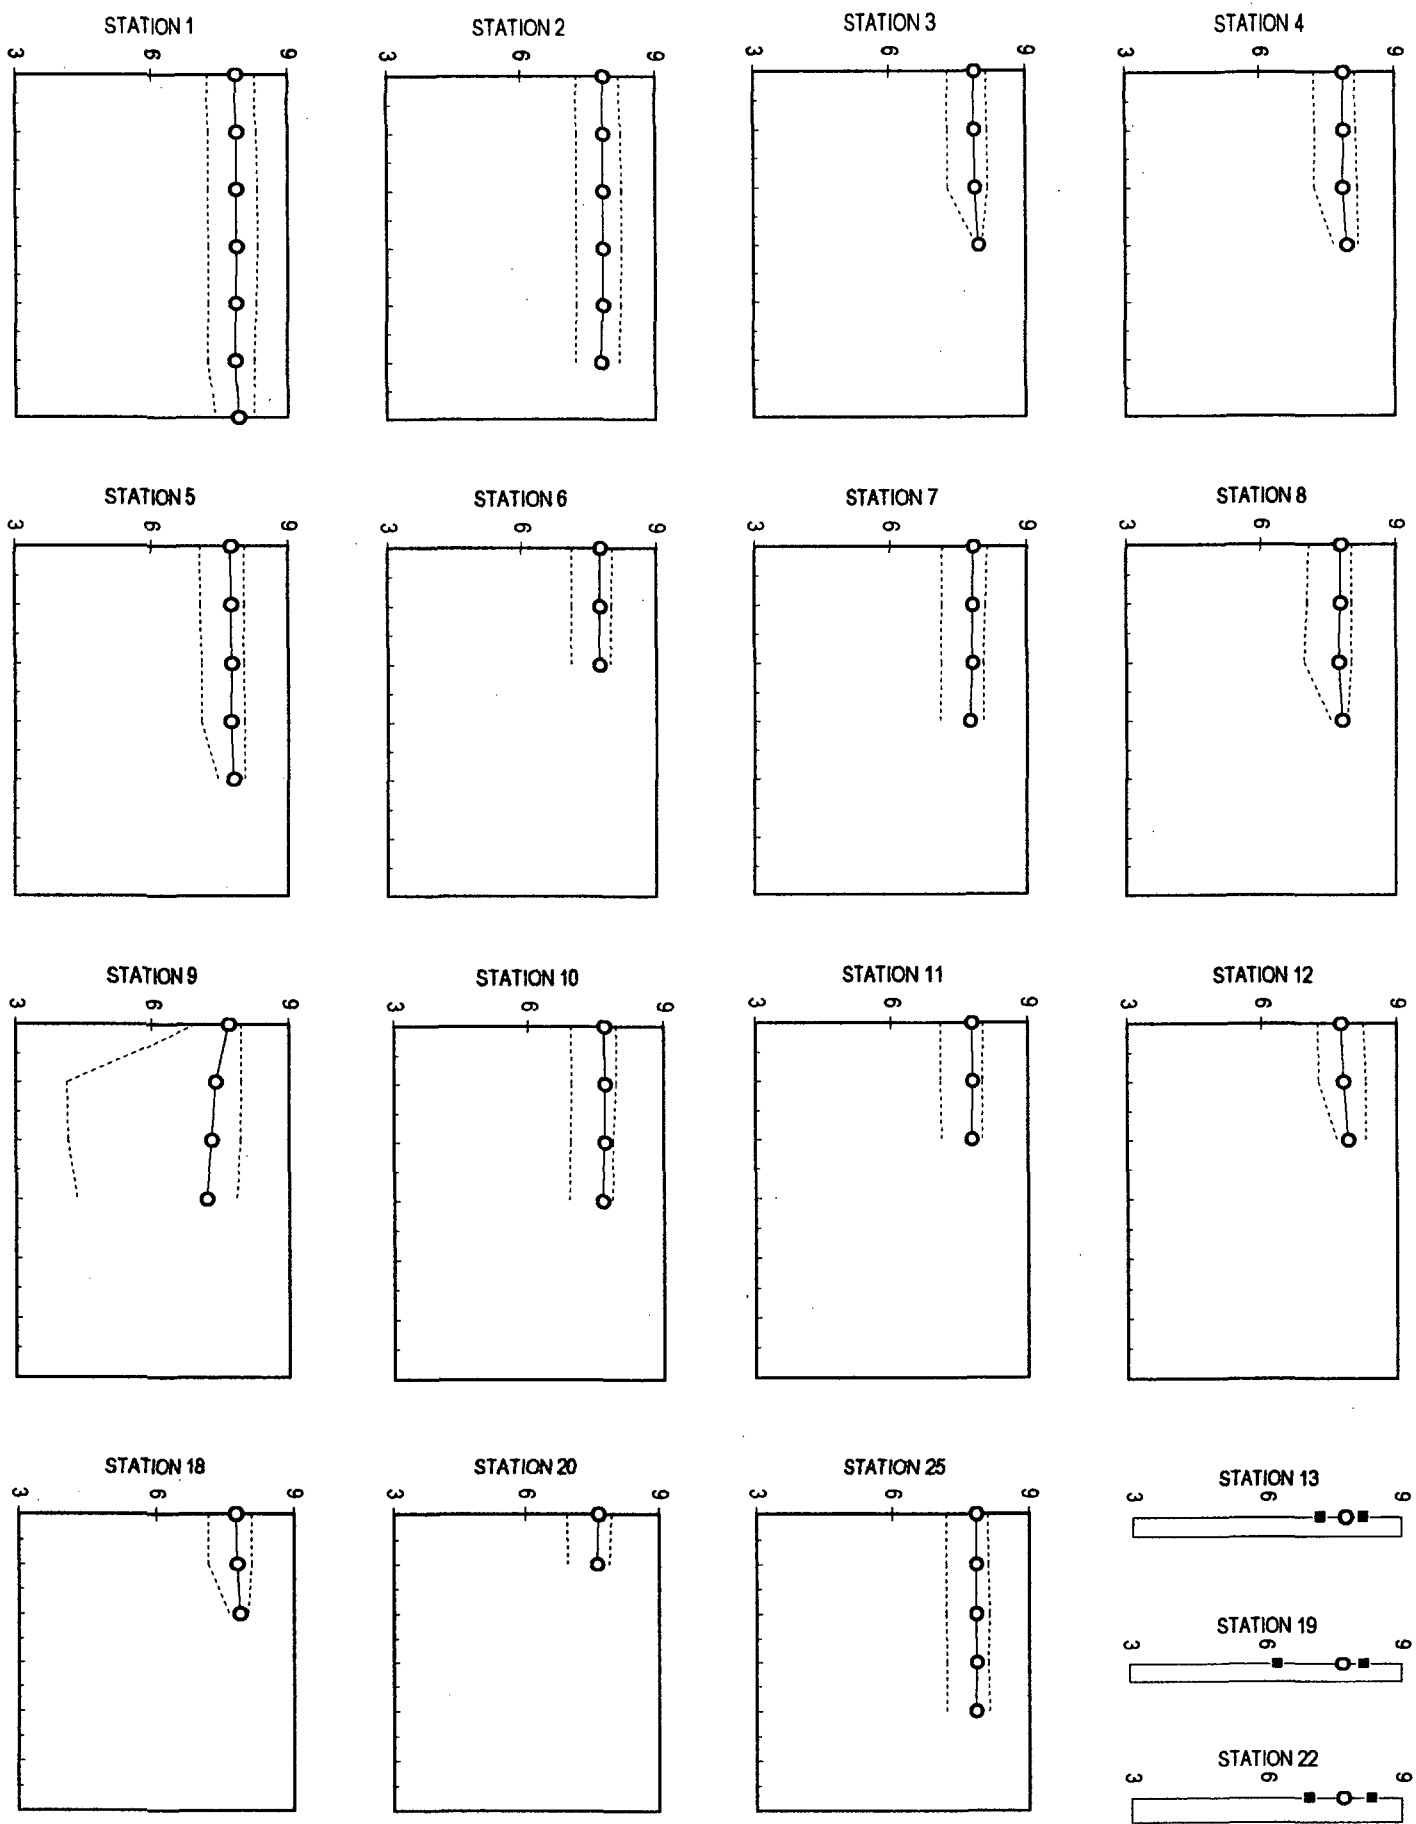 STATION 1
3 6 9
STATION 2
3 6 9
STATION 3
3 6 9
STATION 4
3 6 9
STATION 5
3 6 9
STATION 6
3 6 9
STATION 7
3 6 9
STATION 8
3 6 9
STATION 9
3 6 9
STATION 10
3 6 9
STATION 11
3 6 9
STATION 12
3 6 9
STATION 18
3 6 9
STATION 20
3 6 9
STATION 25
3 6 9
STATION 13
3 6 9
STATION 19
3 6 9
STATION 22
3 6 9